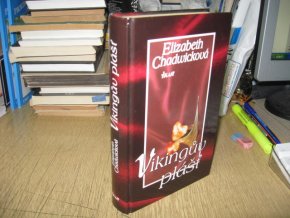 Elizabeth
Chadwicková
Vikingův
plášť
Elizabeth
Chadwicková
Vikingův plášť